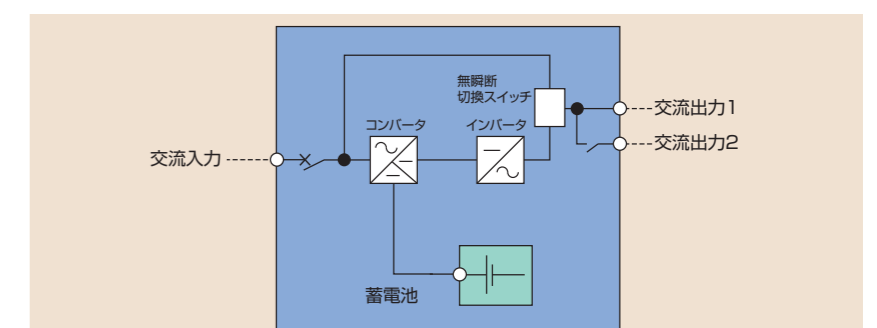 無瞬断
切換スイッチ
交流出力1
コンバータ
インバータ
交流出力2
交流入力
蓄電池